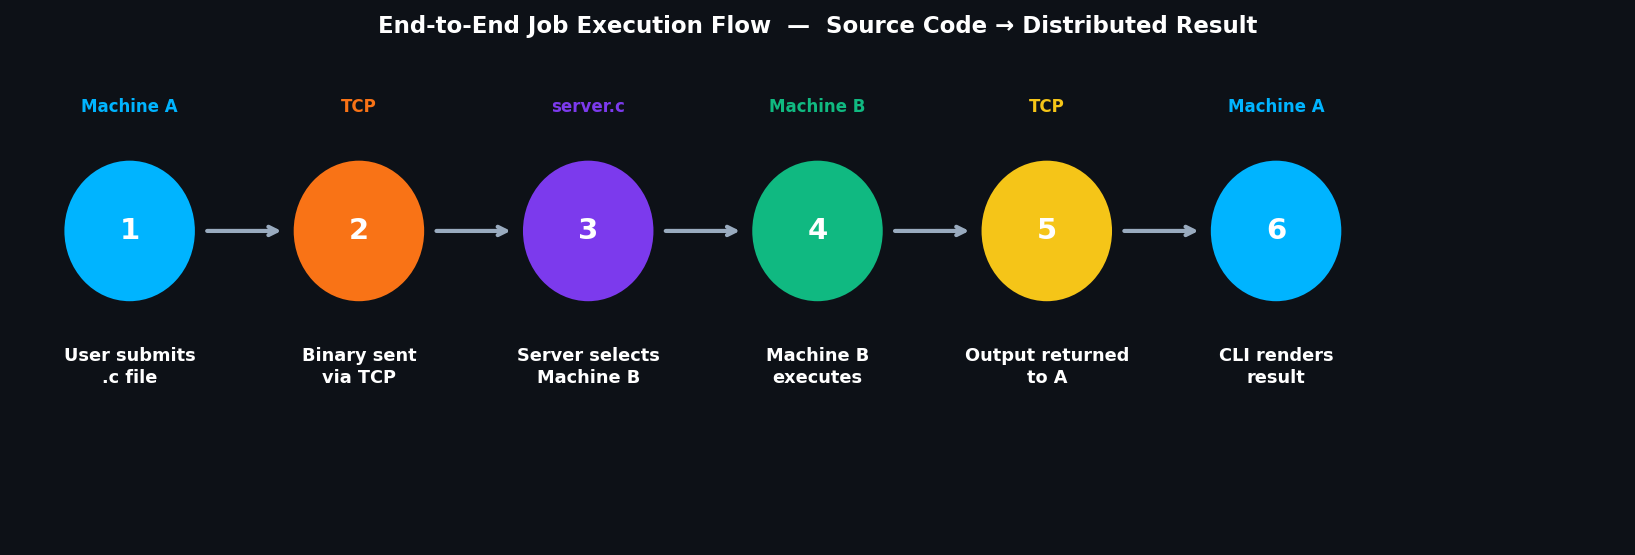 End-to-End Job Execution Flow — Source Code → Distributed Result
Machine A
TCP
server.c
Machine B
TCP
Machine A
1
2
3
4
5
6
User submits
.c file
Binary sent
via TCP
Server selects
Machine B
Machine B
executes
Output returned
to A
CLI renders
result